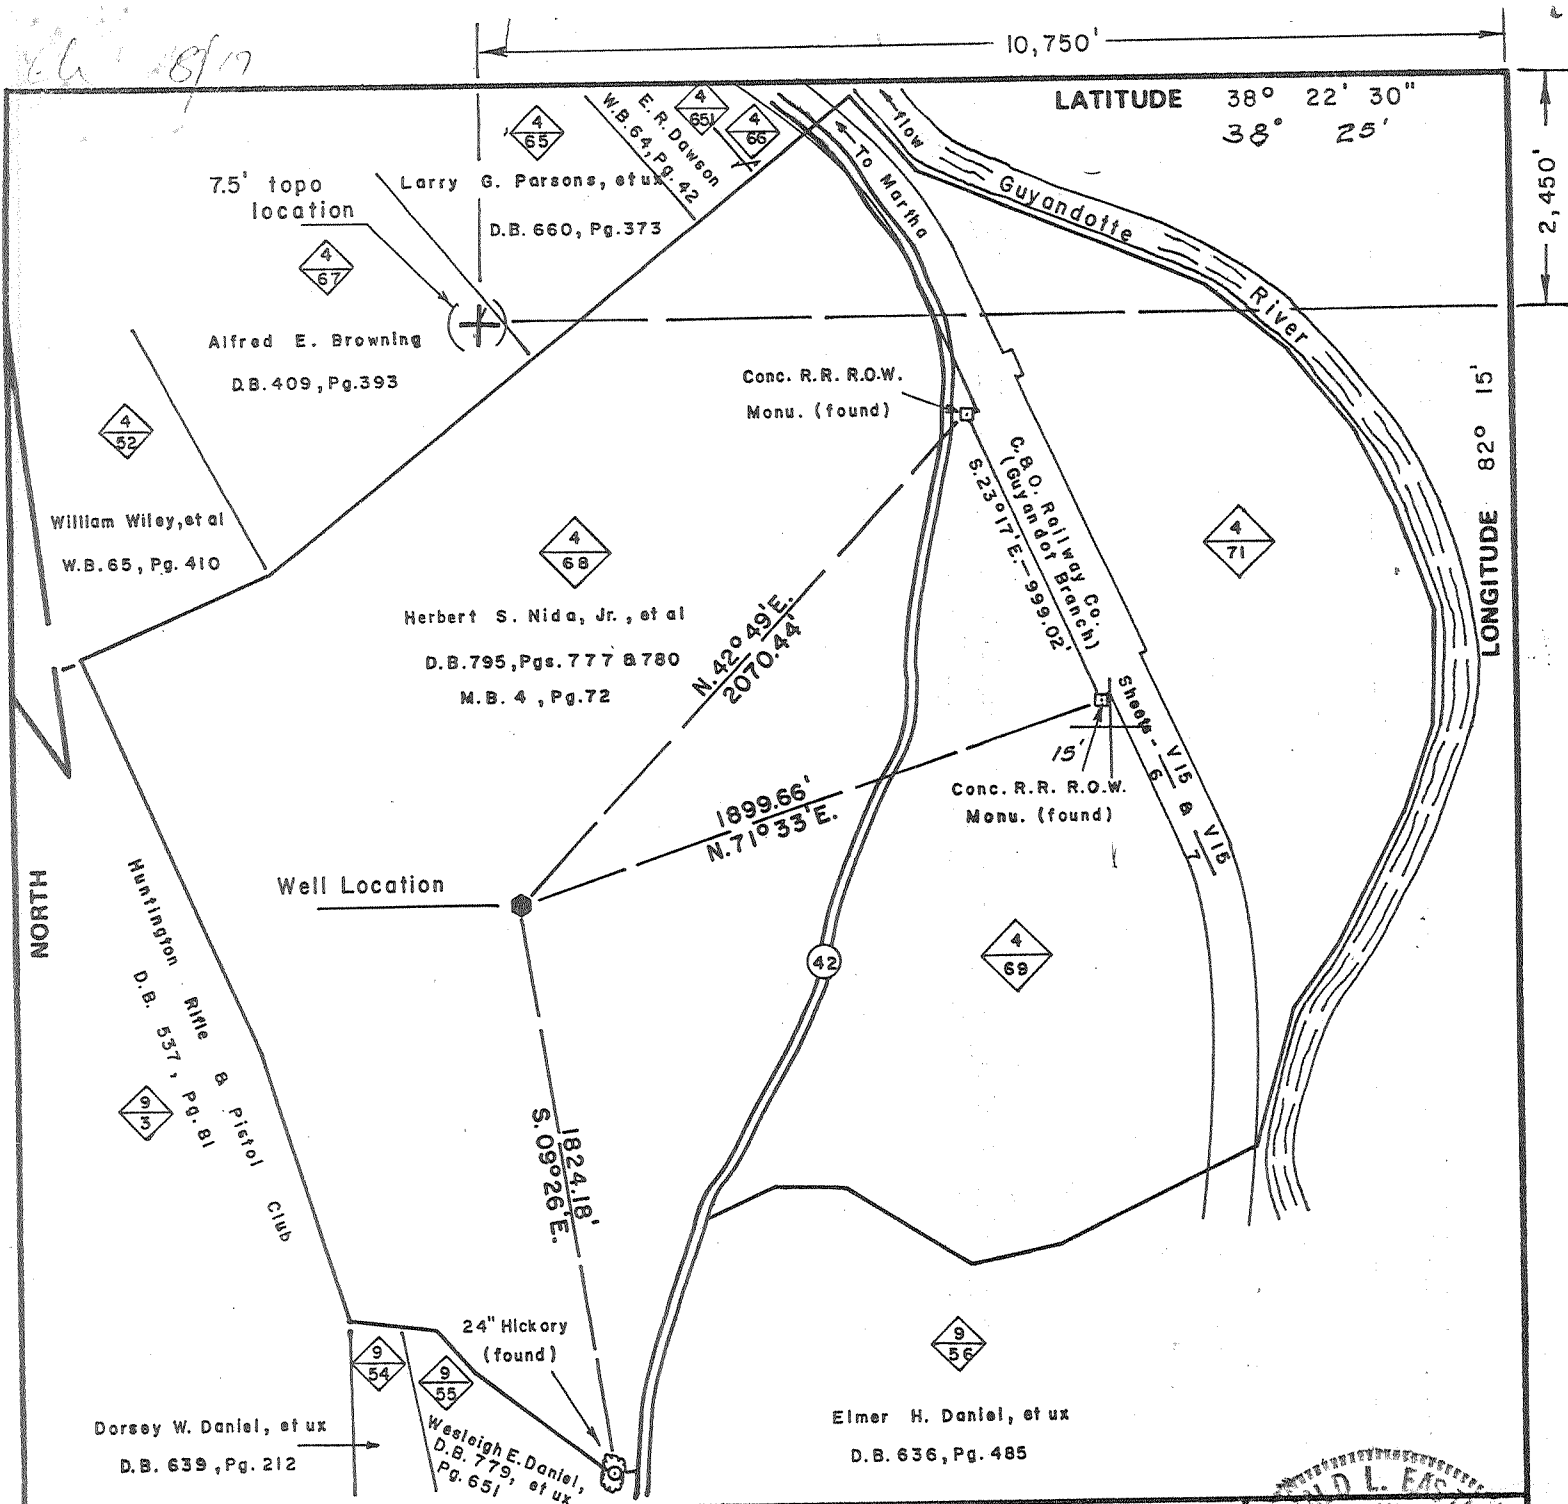 10,750'
LATITUDE 38° 22' 30"
38° 25'
2,450'
LONGITUDE 82° 15'
7.5' topo
location
4
65
E. R. Dawson
W.B. 64, Pg. 42
4
651
4
66
Larry G. Parsons, et ux
D.B. 660, Pg. 373
4
67
Alfred E. Browning
D.B. 409, Pg. 393
4
52
William Wiley, et al
W.B. 65, Pg. 410
To Martha
flow
Guyandotte
River
Conc. R.R. R.O.W.
Monu. (found)
C. & O. Railway Co.
(Guyandot Branch)
S. 23° 17' E. — 999.02'
4
71
4
68
Herbert S. Nida, Jr., et al
D.B. 795, Pgs. 777 & 780
M.B. 4, Pg. 72
N. 42° 49' E.
2070.44'
Sheets - V15 & V15
6 7
15'
Conc. R.R. R.O.W.
Monu. (found)
1899.66'
N. 71° 33' E.
Well Location
NORTH
Huntington Rifle & Pistol Club
D.B. 537, Pg. 81
42
4
69
9
3
1824.18'
S. 09° 26' E.
24" Hickory
(found)
9
54
9
55
9
56
Dorsey W. Daniel, et ux
D.B. 639, Pg. 212
Wesleigh E. Daniel,
D.B. 779, et ux
Pg. 651
Elmer H. Daniel, et ux
D.B. 636, Pg. 485
L.